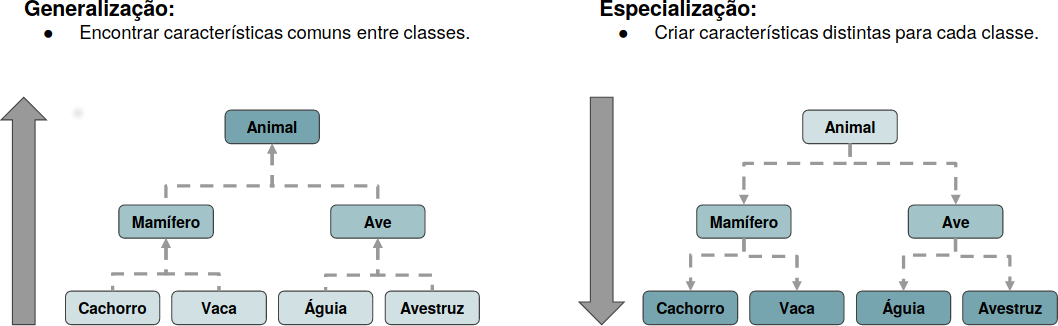 Generalização:
● Encontrar características comuns entre classes.
Animal
Mamífero Ave
Cachorro Vaca Águia Avestruz
Especialização:
● Criar características distintas para cada classe.
Animal
Mamífero Ave
Cachorro Vaca Águia Avestruz